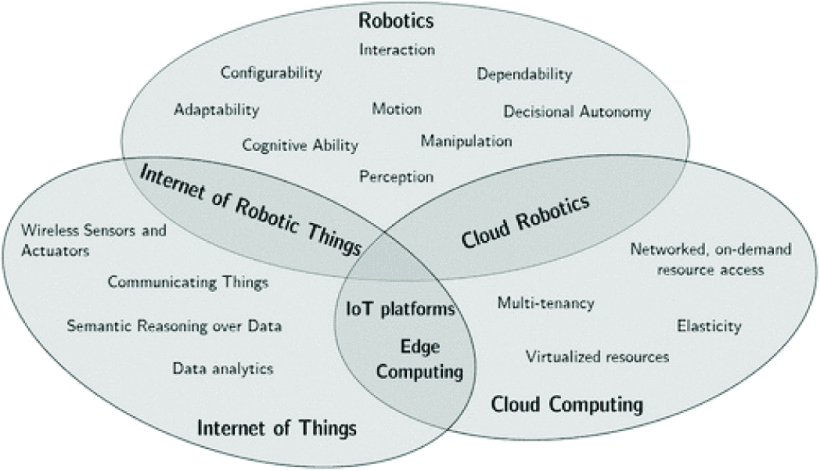 Robotics
Interaction
Configurability
Dependability
Adaptability
Motion
Decisional Autonomy
Cognitive Ability
Manipulation
Perception
Internet of Robotic Things
Cloud Robotics
Wireless Sensors and
Actuators
Networked, on-demand
resource access
Communicating Things
IoT platforms
Multi-tenancy
Semantic Reasoning over Data
Elasticity
Edge
Computing
Data analytics
Virtualized resources
Internet of Things
Cloud Computing